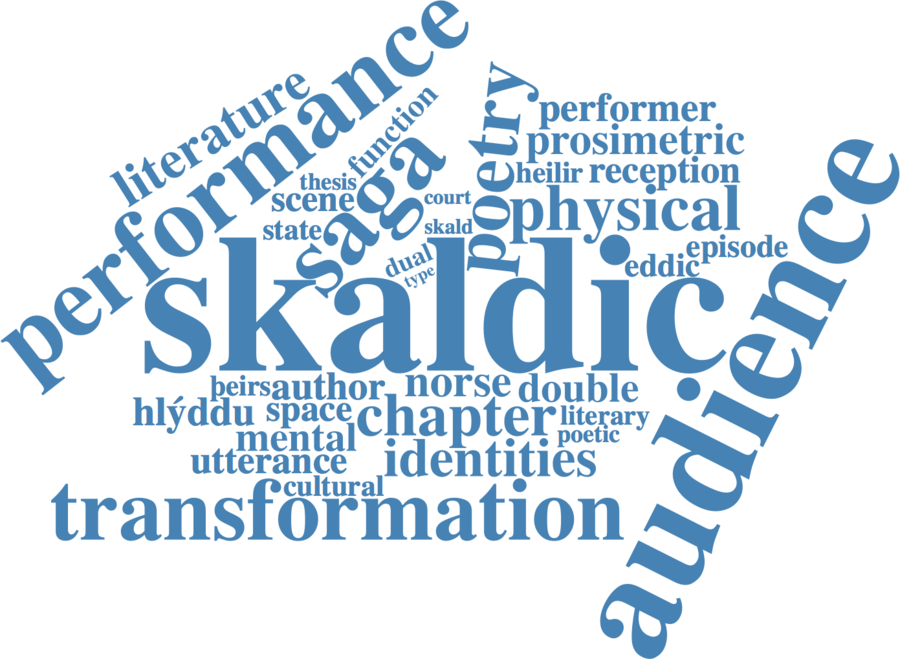 literature
performance
function
saga
thesis
scene
state
court
skald
dual
type
poetry
performer
prosimetric
heilir
reception
physical
episode
eddic
skaldic
audience
þeirs
author
norse
double
hlýddu
space
chapter
literary
poetic
mental
utterance
identities
cultural
transformation